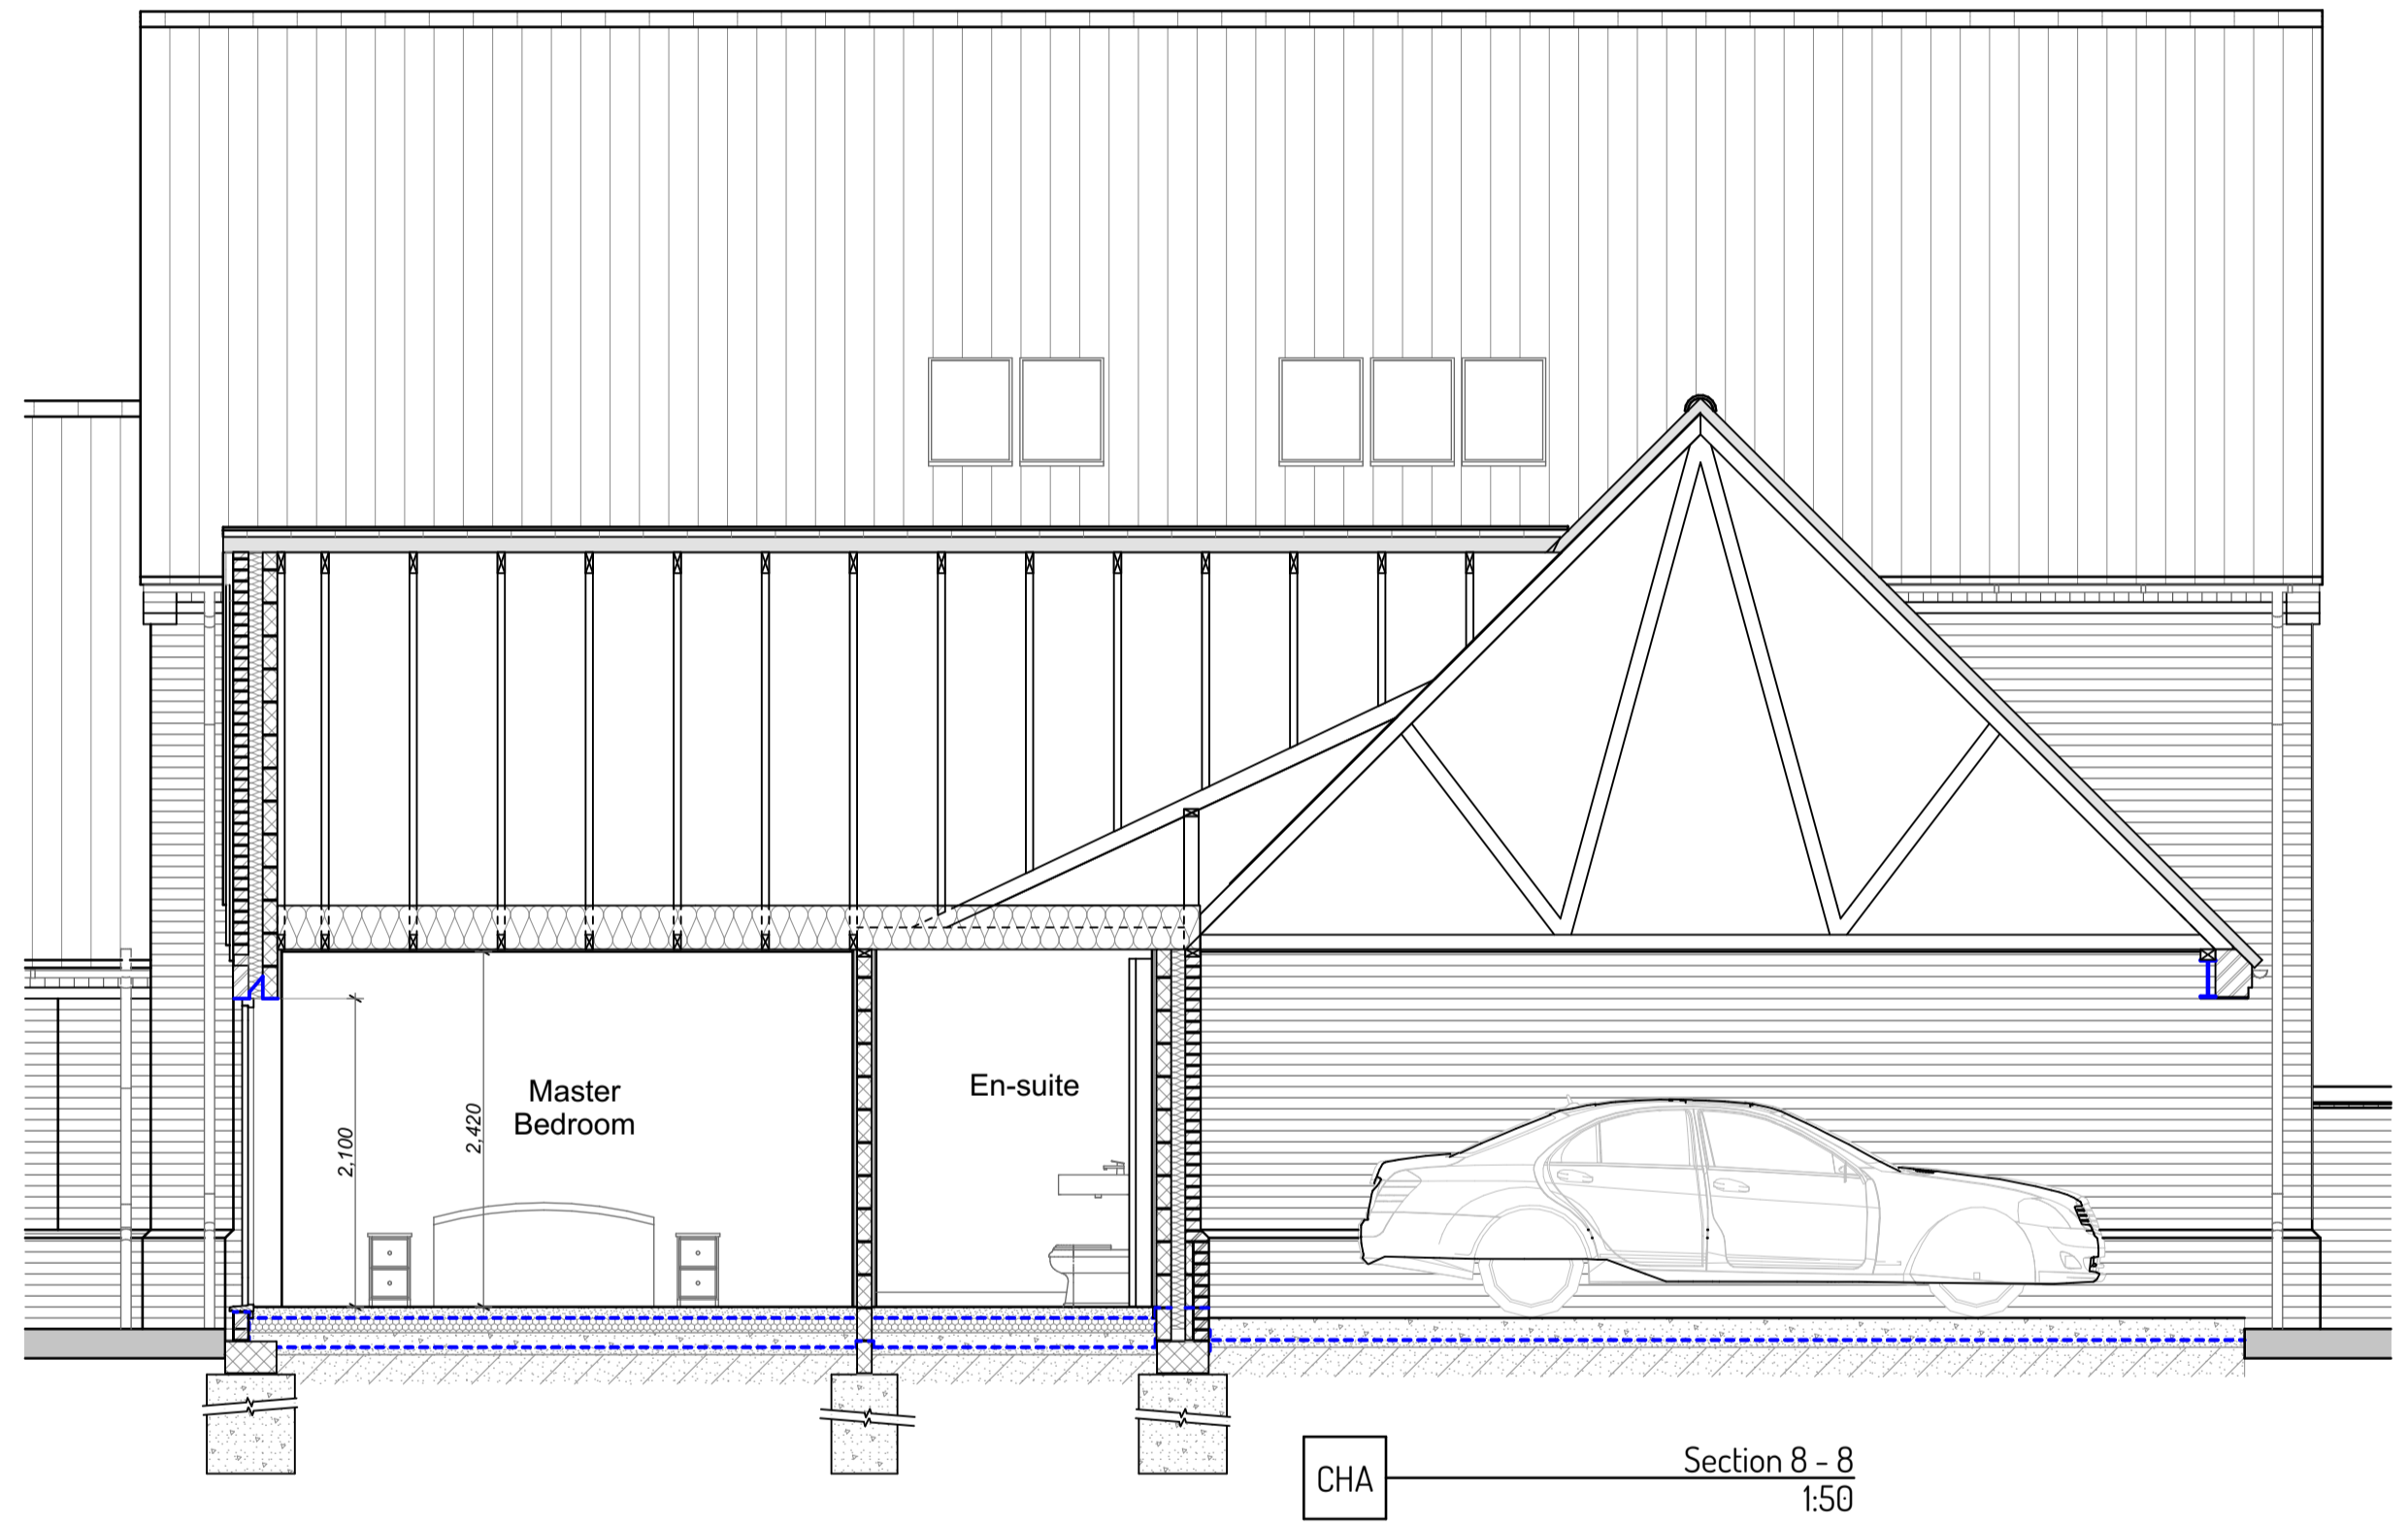 Master
Bedroom
En-suite
2,100
2,420
CHA
Section 8 - 8
1:50